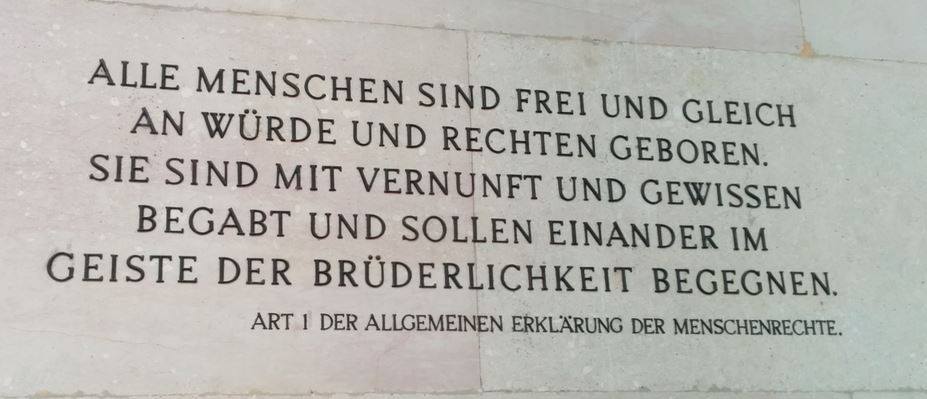 ALLE MENSCHEN SIND FREI UND GLEICH
AN WÜRDE UND RECHTEN GEBOREN.
SIE SIND MIT VERNUNFT UND GEWISSEN
BEGABT UND SOLLEN EINANDER IM
GEISTE DER BRÜDERLICHKEIT BEGEGNEN.
ART 1 DER ALLGEMEINEN ERKLÄRUNG DER MENSCHENRECHTE.